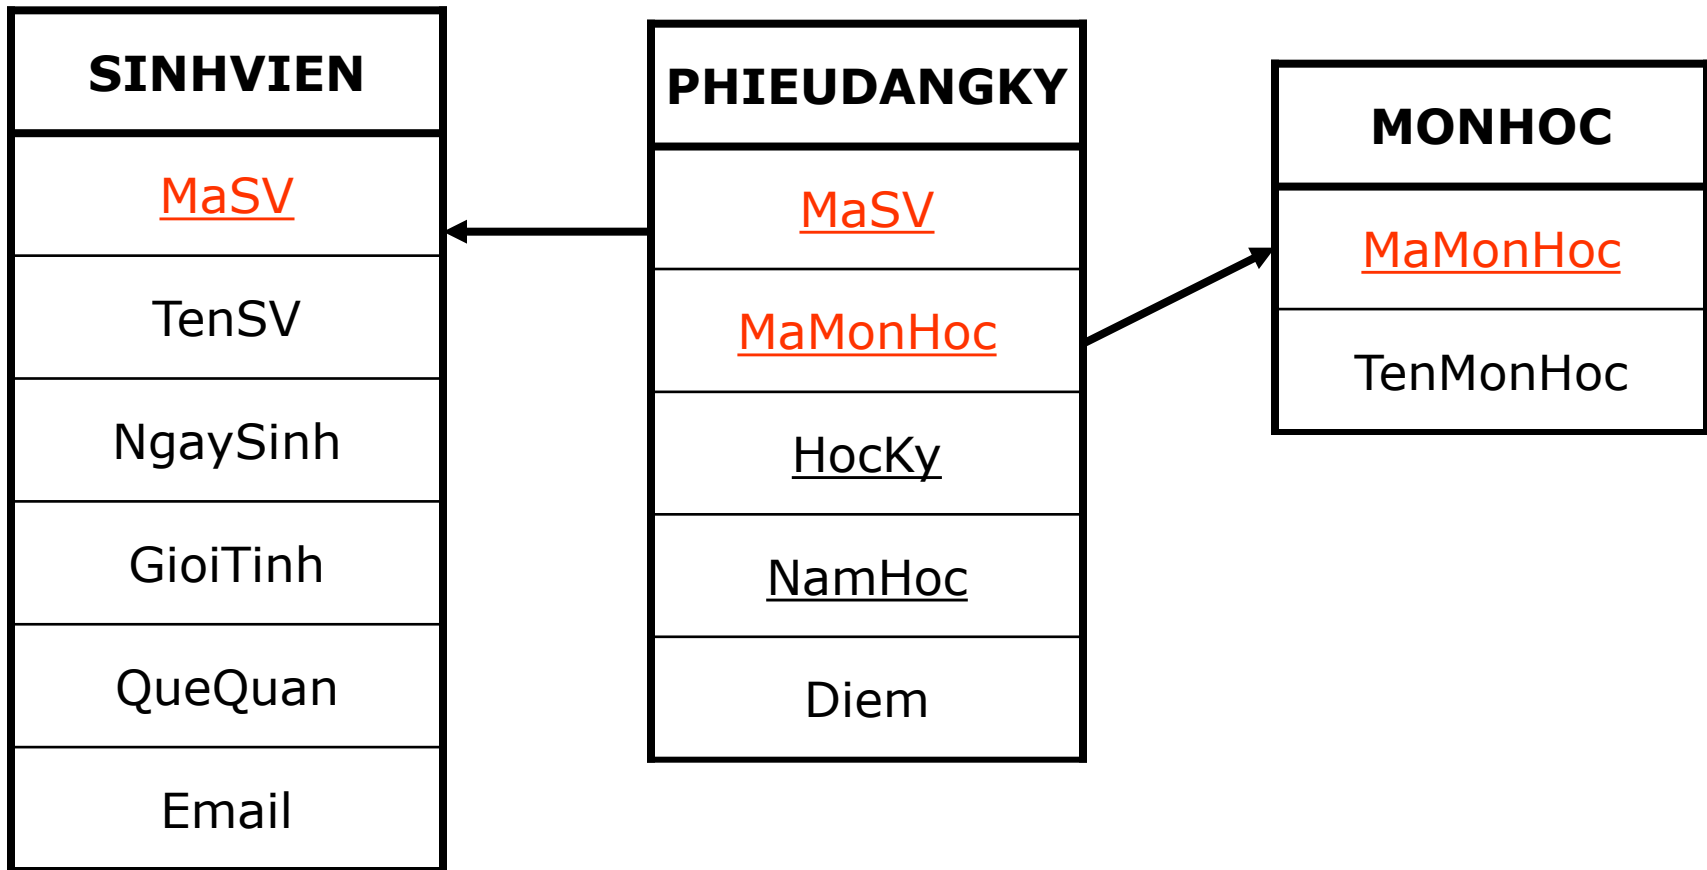 SINHVIEN
MaSV
TenSV
NgaySinh
GioiTinh
QueQuan
Email
PHIEUDANGKY
MaSV
MaMonHoc
HocKy
NamHoc
Diem
MONHOC
MaMonHoc
TenMonHoc